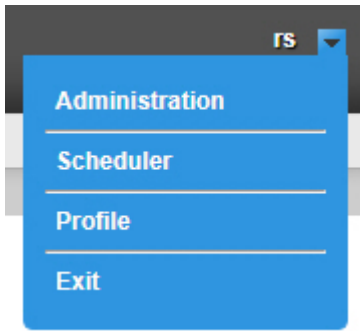 rs
Administration
Scheduler
Profile
Exit